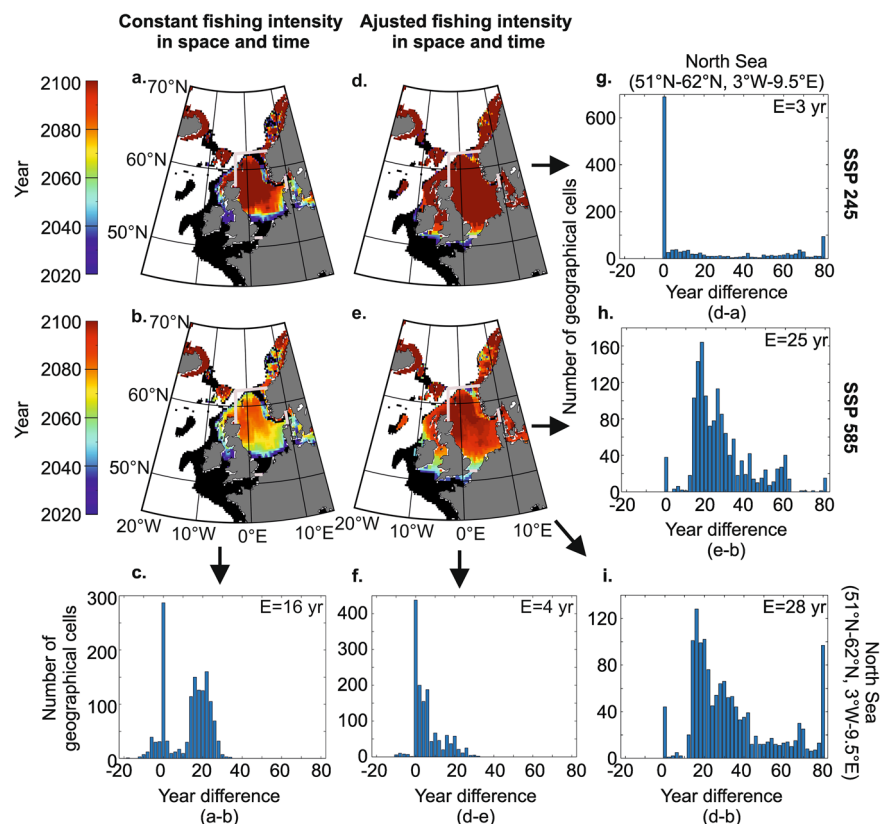 Constant fishing intensity
in space and time
Ajusted fishing intensity
in space and time
North Sea
(51°N-62°N, 3°W-9.5°E)
a.
70°N
60°N
50°N
2100
2080
2060
2040
2020
Year
d.
g.
E=3 yr
600
400
200
0
-20
0
20
40
60
80
Year difference
(d-a)
SSP 245
b.
70°N
60°N
50°N
20°W
10°W
0°E
10°E
2100
2080
2060
2040
2020
Year
e.
20°W
10°W
0°E
10°E
Number of geographical cells
h.
E=25 yr
160
120
80
40
0
-20
0
20
40
60
80
Year difference
(e-b)
SSP 585
c.
E=16 yr
300
200
100
0
Number of
geographical cells
-20
0
20
40
60
80
Year difference
(a-b)
f.
E=4 yr
400
300
200
100
0
-20
0
20
40
60
80
Year difference
(d-e)
i.
E=28 yr
120
80
40
0
-20
0
20
40
60
80
Year difference
(d-b)
North Sea
(51°N-62°N, 3°W-9.5°E)